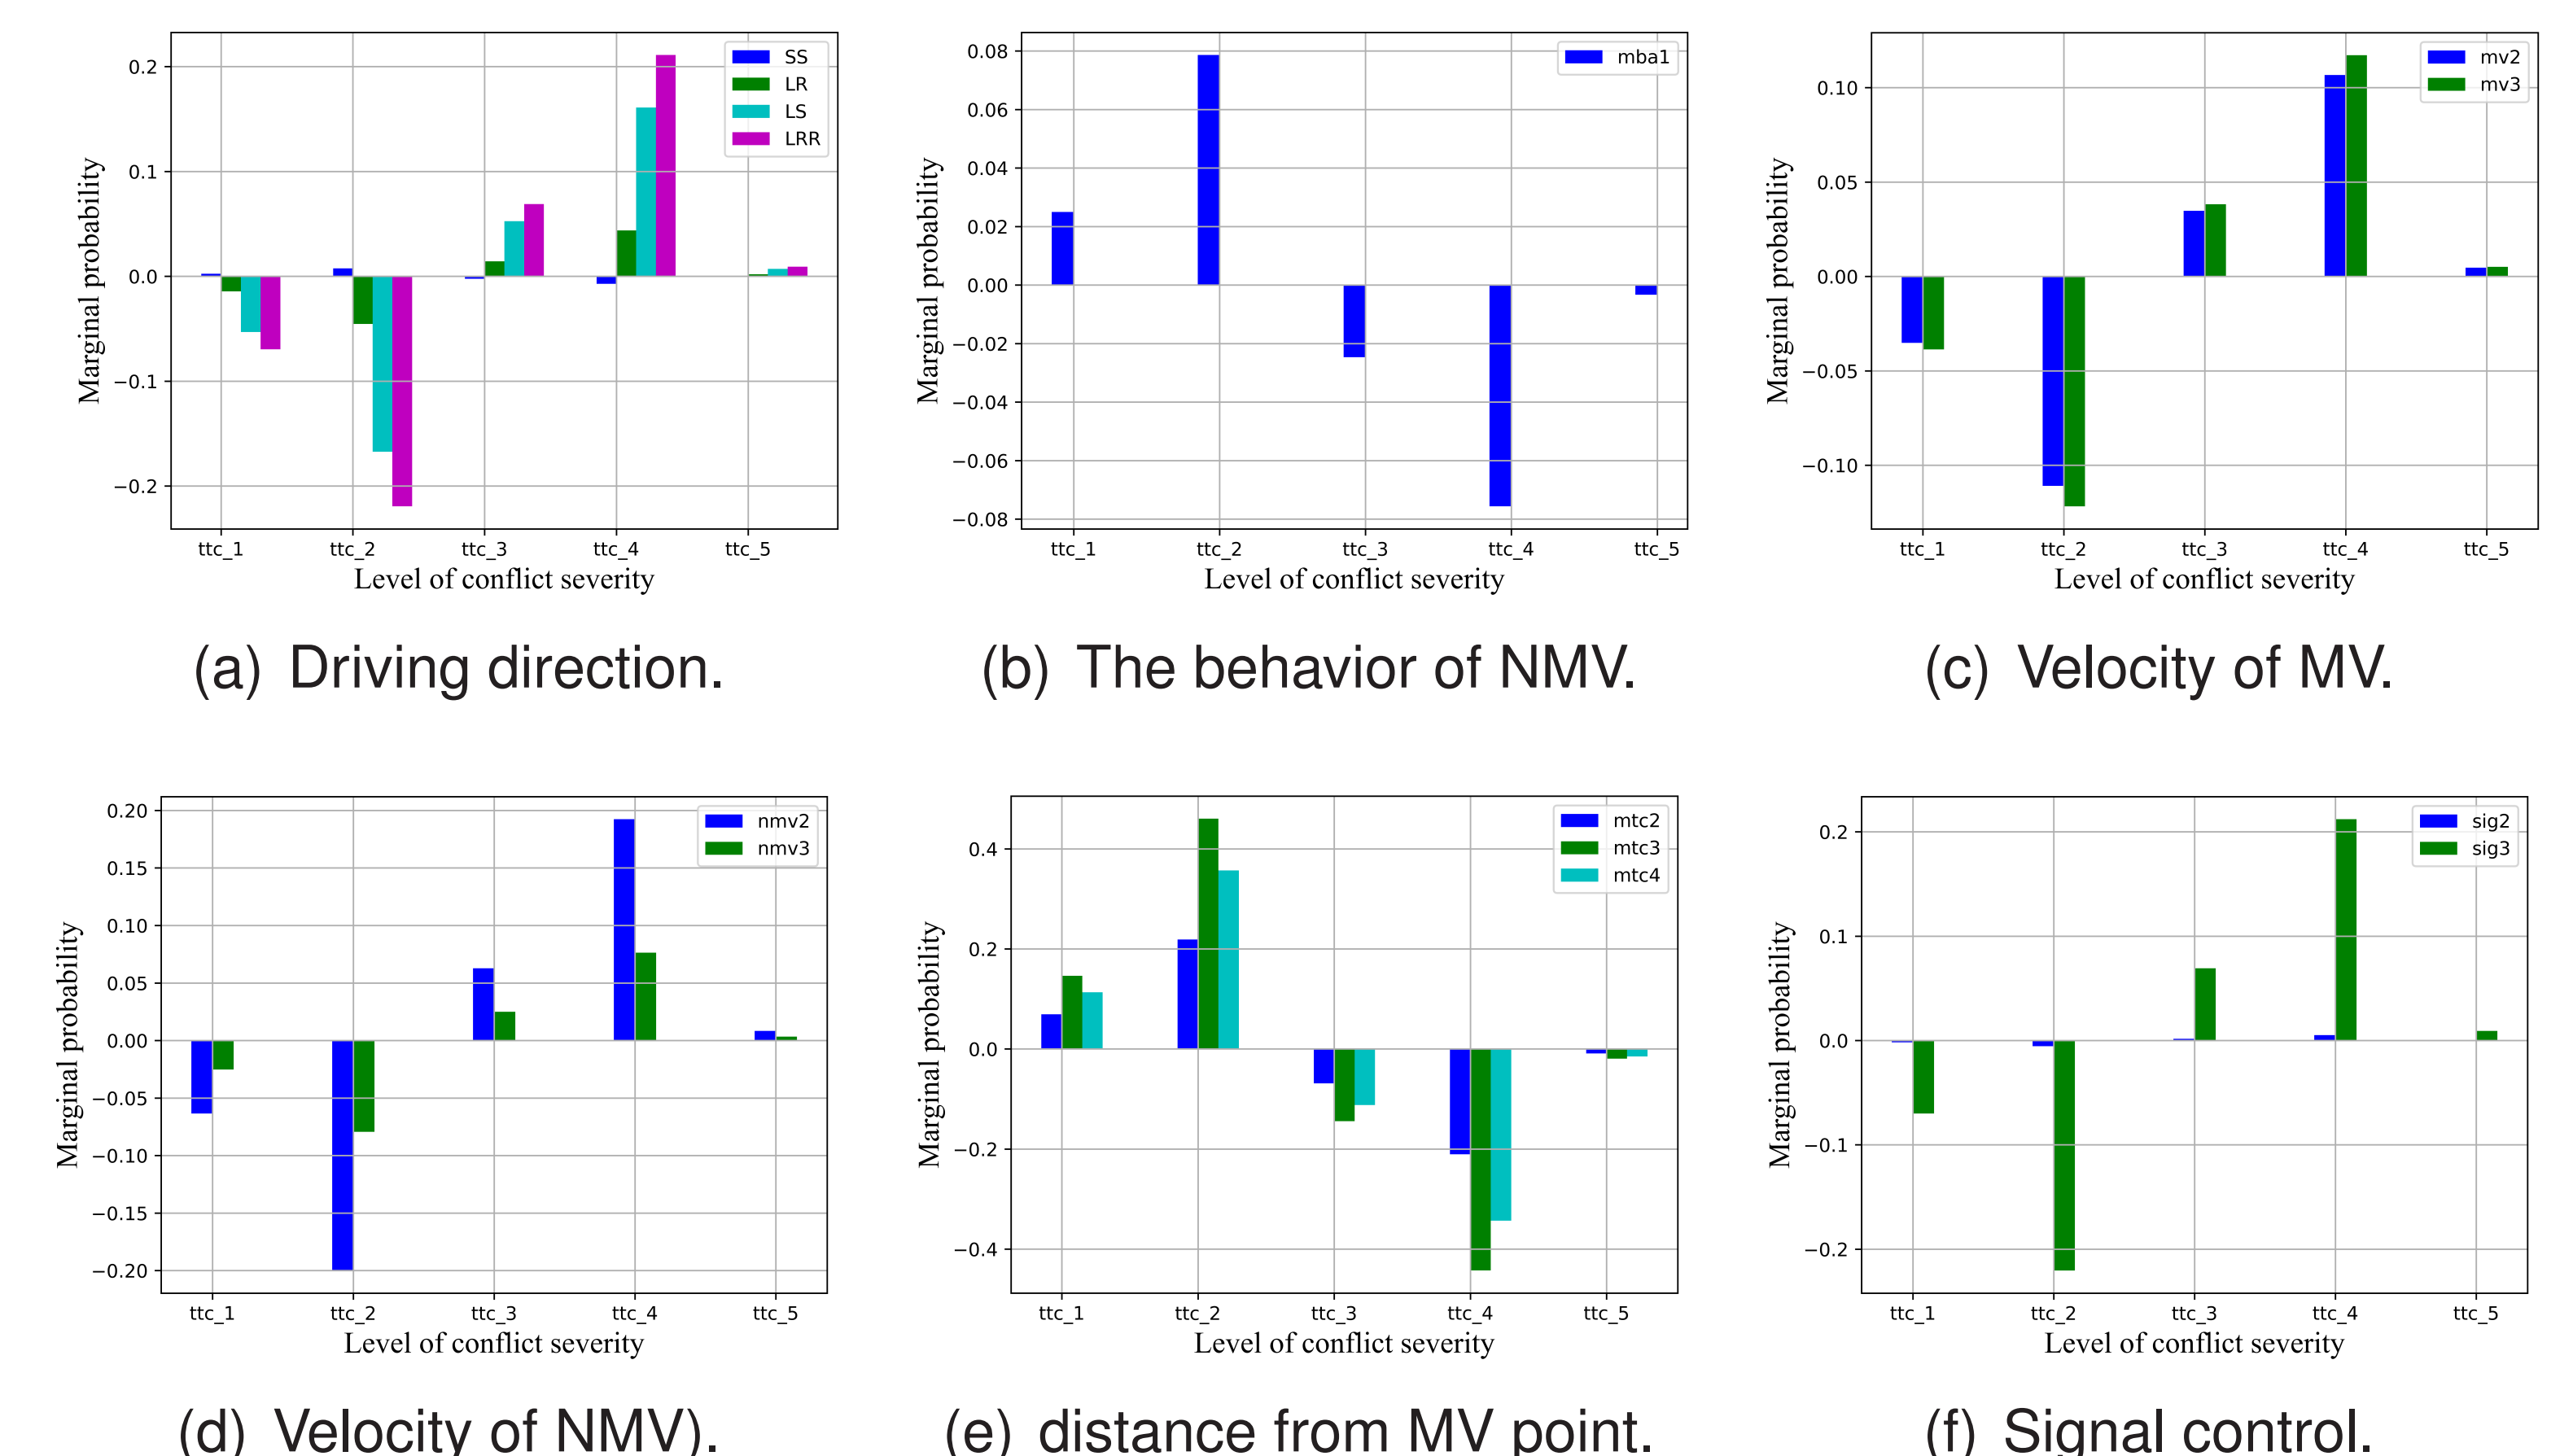 0.2
0.1
0.0
−0.1
−0.2
Marginal probability
SS
LR
LS
LRR
ttc_1 ttc_2 ttc_3 ttc_4 ttc_5
Level of conflict severity
(a) Driving direction.
0.08
0.06
0.04
0.02
0.00
−0.02
−0.04
−0.06
−0.08
Marginal probability
mba1
ttc_1 ttc_2 ttc_3 ttc_4 ttc_5
Level of conflict severity
(b) The behavior of NMV.
0.10
0.05
0.00
−0.05
−0.10
Marginal probability
mv2
mv3
ttc_1 ttc_2 ttc_3 ttc_4 ttc_5
Level of conflict severity
(c) Velocity of MV.
0.20
0.15
0.10
0.05
0.00
−0.05
−0.10
−0.15
−0.20
Marginal probability
nmv2
nmv3
ttc_1 ttc_2 ttc_3 ttc_4 ttc_5
Level of conflict severity
(d) Velocity of NMV).
0.4
0.2
0.0
−0.2
−0.4
Marginal probability
mtc2
mtc3
mtc4
ttc_1 ttc_2 ttc_3 ttc_4 ttc_5
Level of conflict severity
(e) distance from MV point.
0.2
0.1
0.0
−0.1
−0.2
Marginal probability
sig2
sig3
ttc_1 ttc_2 ttc_3 ttc_4 ttc_5
Level of conflict severity
(f) Signal control.